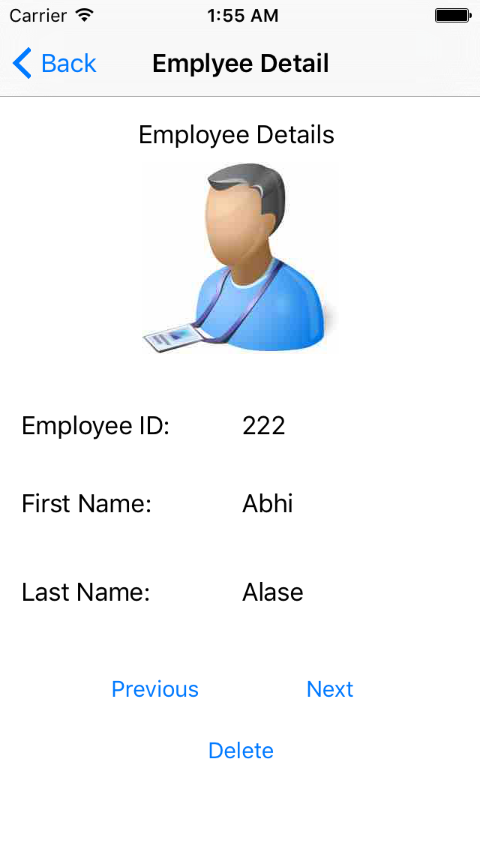 Carrier 1:55 AM
Back Emplyee Detail
Employee Details
Employee ID: 222
First Name: Abhi
Last Name: Alase
Previous Next
Delete